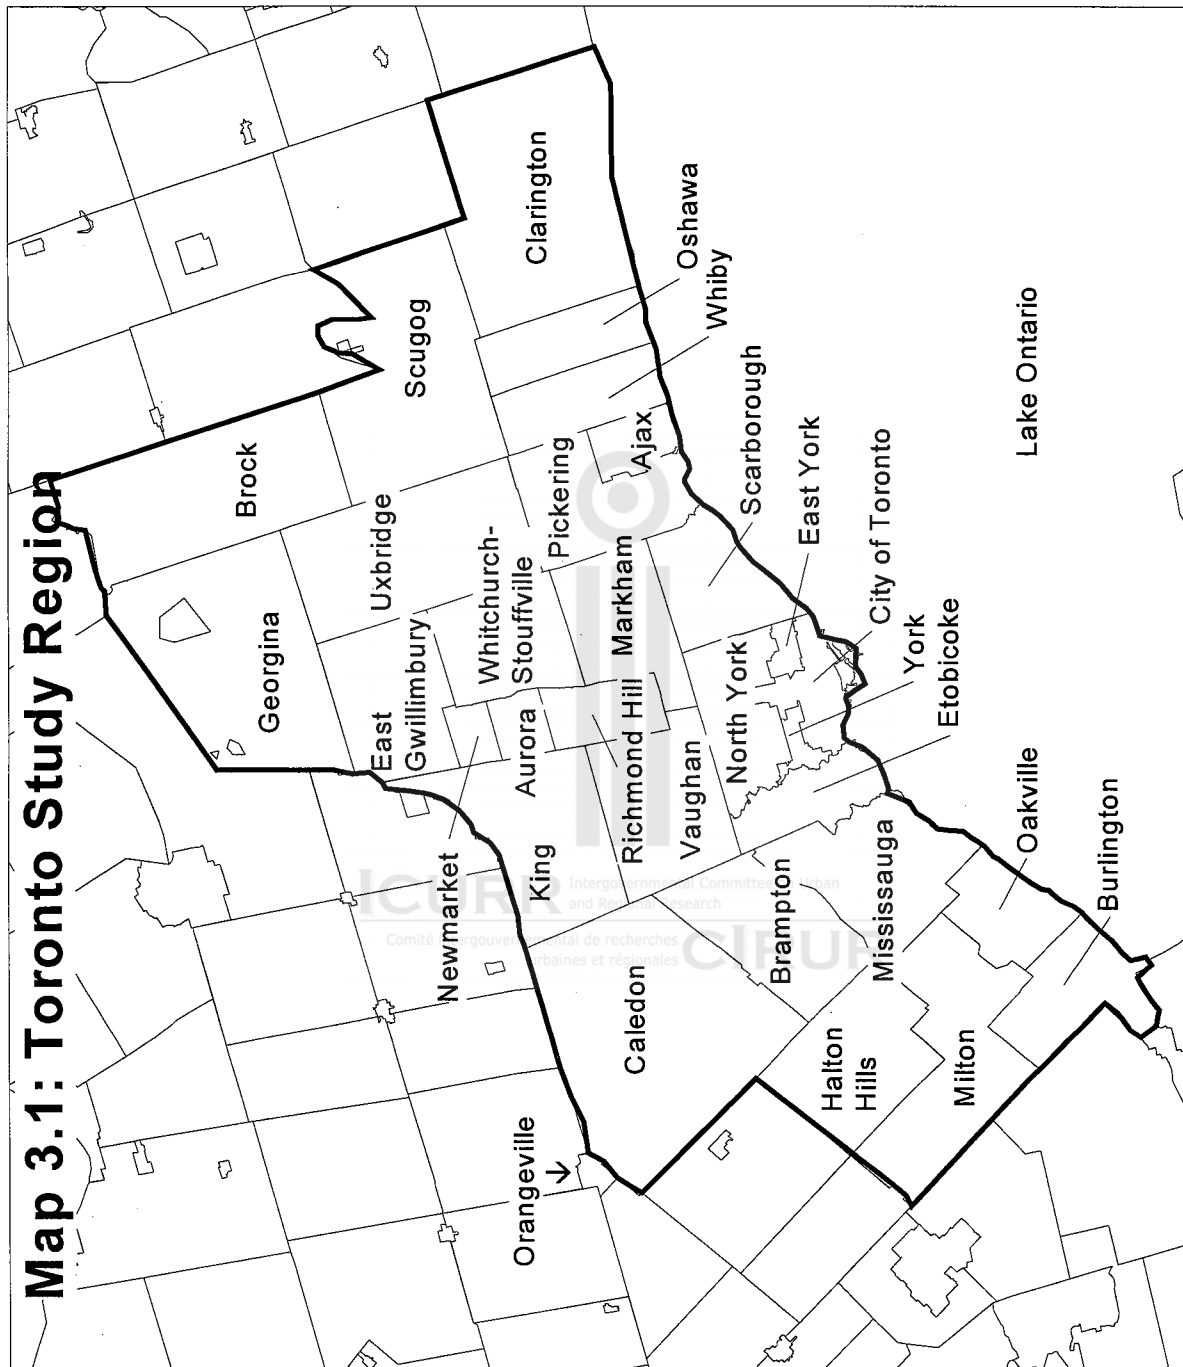 Map 3.1: Toronto Study Region
Brock
Georgina
Uxbridge
Scugog
Clarington
East
Gwillimbury
Whitchurch-
Stouffville
Pickering
Newmarket
Aurora
King
Orangeville
Richmond Hill
Markham
Ajax
Oshawa
Whiby
Vaughan
Caledon
North York
Scarborough
East York
City of Toronto
York
Etobicoke
Brampton
Mississauga
Halton
Hills
Milton
Oakville
Burlington
Lake Ontario
ICURR
Intergovernmental Committee on Urban
and Regional Research
Comité intergouvernemental de recherches
urbaines et régionales
CIRUR